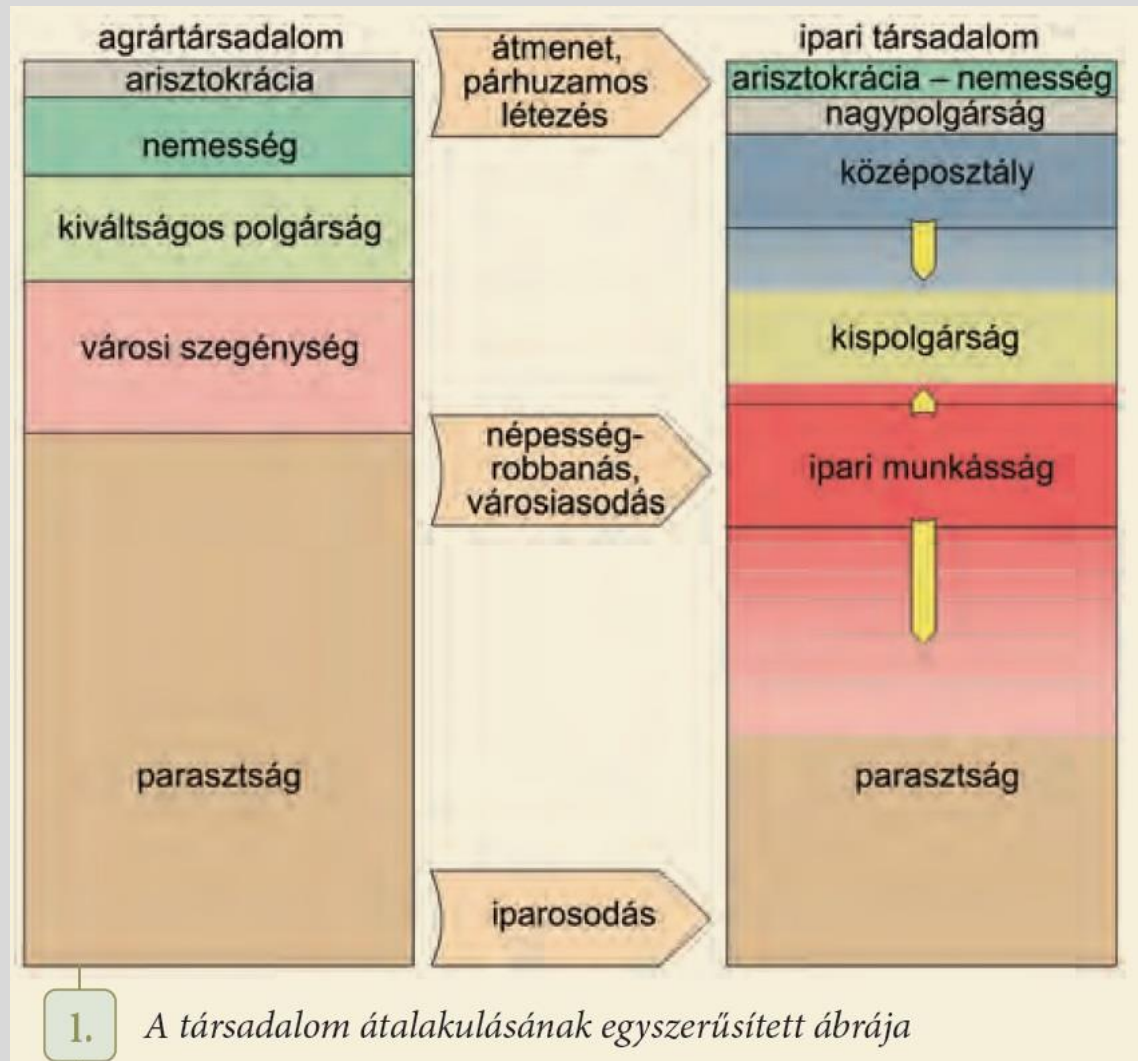 agrártársadalom
arisztokrácia
nemesség
kiváltságos polgárság
városi szegénység
parasztság
átmenet,
párhuzamos
létezés
népesség-
robbanás,
városiasodás
iparosodás
ipari társadalom
arisztokrácia – nemesség
nagypolgárság
középosztály
kispolgárság
ipari munkásság
parasztság
1. A társadalom átalakulásának egyszerűsített ábrája